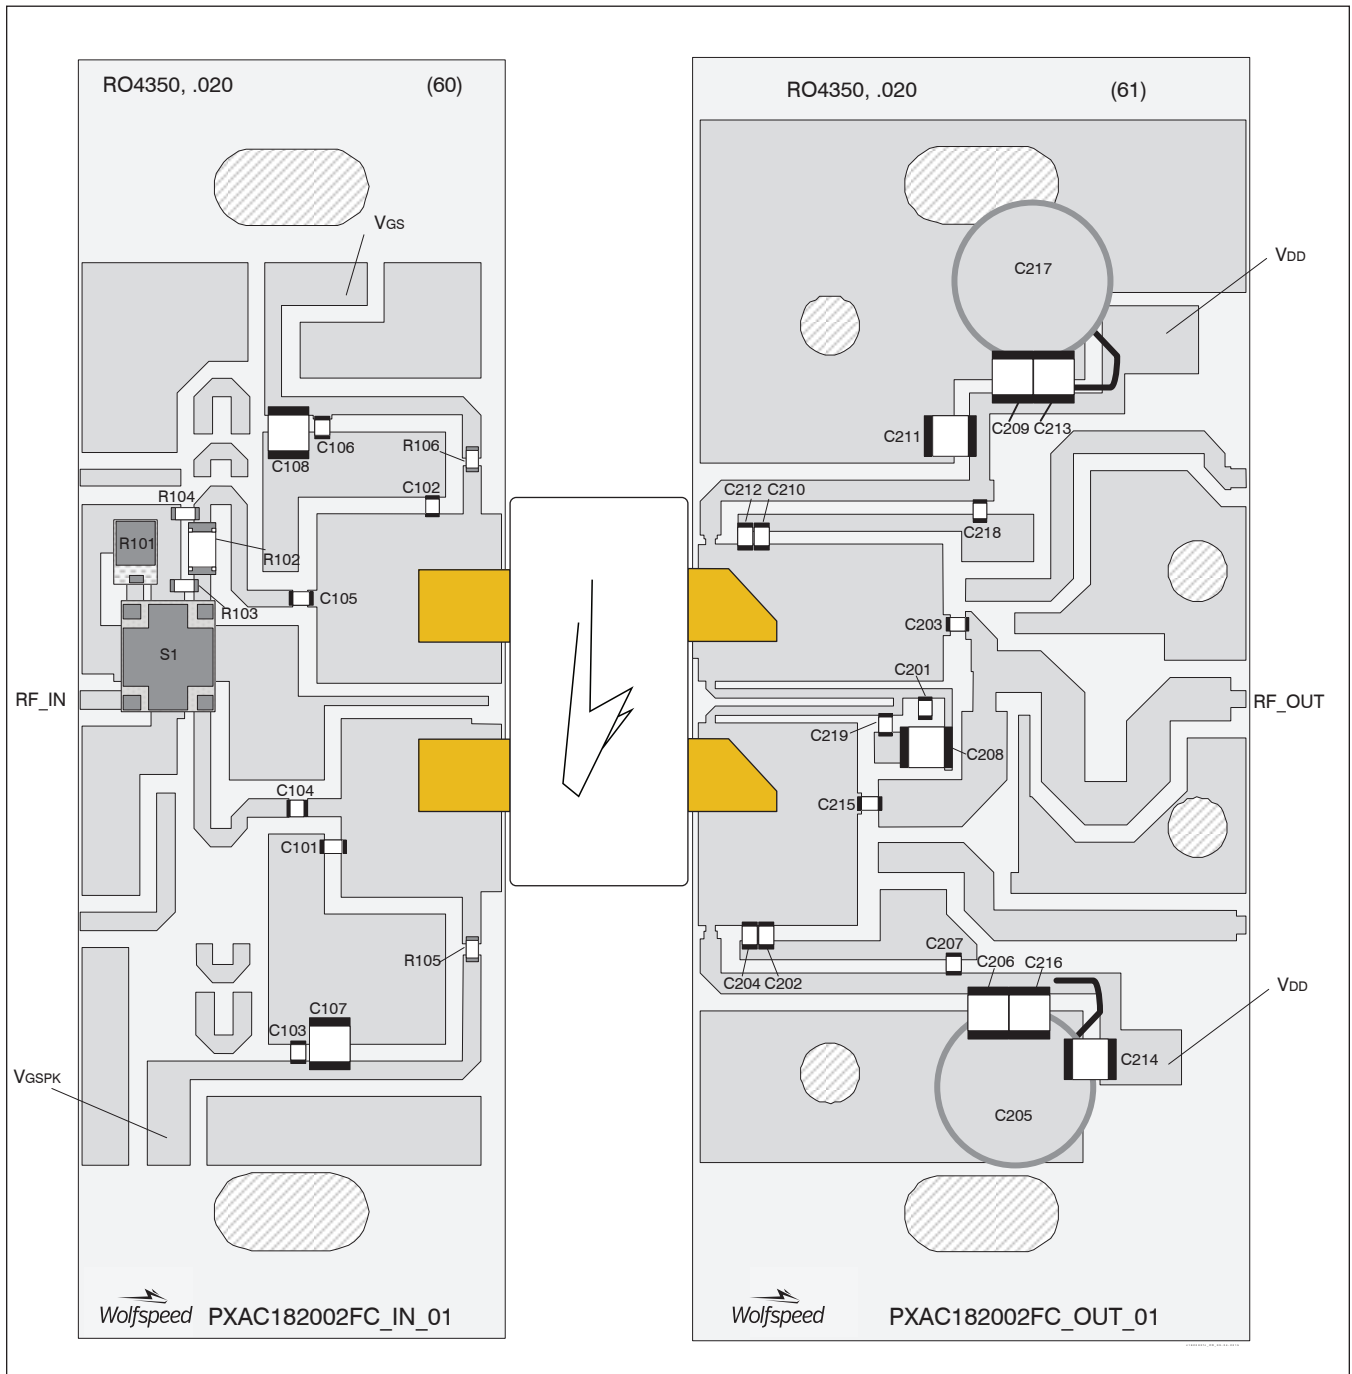 RO4350, .020 (60)
RO4350, .020 (61)
VGS
C217
VDD
C106
C108
R106
C211
C209 C213
C102
C212 C210
R104
C218
R101
R102
C105
R103
C203
S1
C201
RF_IN
RF_OUT
C219
C208
C104
C215
C101
R105
C207
C206 C216
C204 C202
VDD
C107
C103
C214
VGSPK
C205
Wolfspeed PXAC182002FC_IN_01
Wolfspeed PXAC182002FC_OUT_01